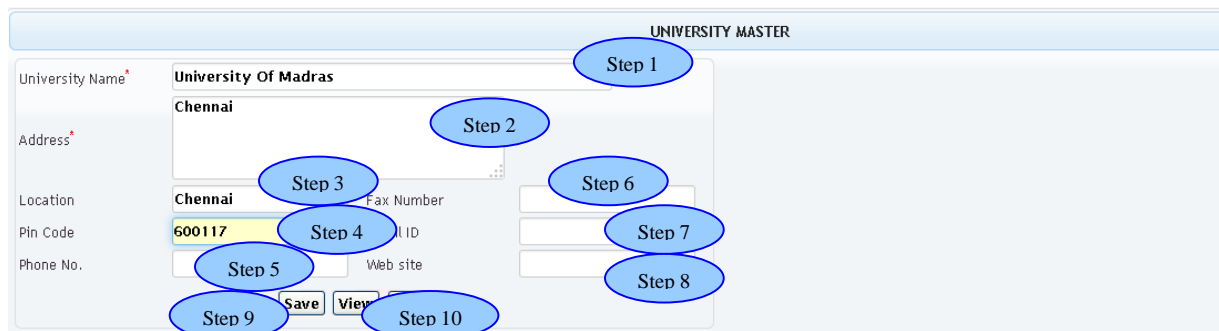 UNIVERSITY MASTER
Step 1
University Name* University Of Madras
Chennai
Step 2
Address*
Step 3 Step 6
Location Chennai Fax Number
Pin Code 600117 Step 4 ID Step 7
Phone No. Step 5 Web site Step 8
Save View
Step 9 Step 10